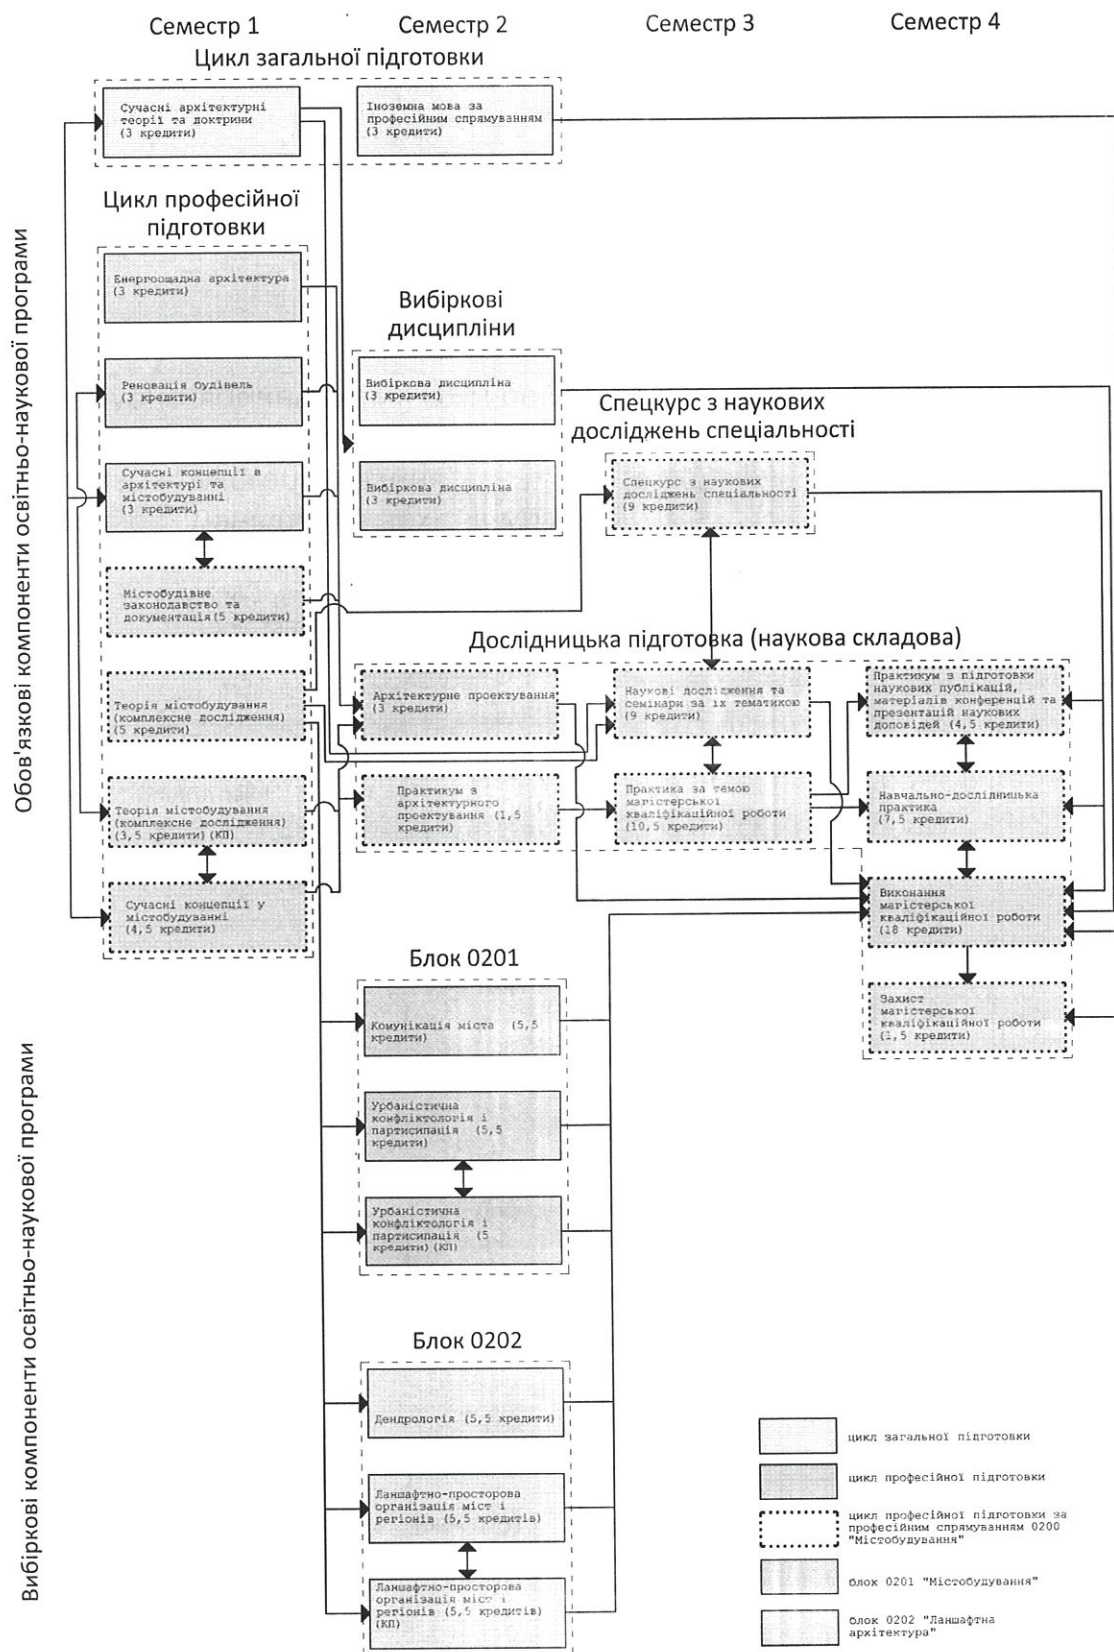 Семестр 1
Семестр 2
Семестр 3
Семестр 4
Цикл загальної підготовки
Сучасні архітектурні
теорії та доктрини
(3 кредити)
Іноземна мова за
професійним спрямуванням
(3 кредити)
Обов'язкові компоненти освітньо-наукової програми
Цикл професійної
підготовки
Енергоощадна архітектура
(3 кредити)
Реновація будівель
(3 кредити)
Сучасні концепції в
архітектурі та
містобудуванні
(3 кредити)
Містобудівне
законодавство та
документація(5 кредити)
Теорія містобудування
(комплексне дослідження)
(5 кредити)
Теорія містобудування
(комплексне дослідження)
(3,5 кредити)(КП)
Сучасні концепції у
містобудуванні
(4,5 кредити)
Вибіркові
дисципліни
Вибіркова дисципліна
(3 кредити)
Вибіркова дисципліна
(3 кредити)
Спецкурс з наукових
досліджень спеціальності
Спецкурс з наукових
досліджень спеціальності
(9 кредити)
Дослідницька підготовка (наукова складова)
Архітектурне проектування
(3 кредити)
Практикум з
архітектурного
проектування (1,5
кредити)
Наукові дослідження та
семінари за їх тематикою
(9 кредити)
Практика за темою
магістерської
кваліфікаційної роботи
(10,5 кредити)
Практикум з підготовки
наукових публікацій,
матеріалів конференцій та
презентацій наукових
доповідей (4,5 кредити)
Навчально-дослідницька
практика
(7,5 кредити)
Виконання
магістерської
кваліфікаційної роботи
(18 кредити)
Захист
магістерської
кваліфікаційної роботи
(1,5 кредити)
Вибіркові компоненти освітньо-наукової програми
Блок 0201
Комунікація міста (5,5
кредити)
Урбаністична
конфліктологія і
партисипація (5,5
кредити)
Урбаністична
конфліктологія і
партисипація (5
кредити)(КП)
Блок 0202
Дендрологія (5,5 кредити)
Ланшафтно-просторова
організація міст і
регіонів (5,5 кредитів)
Ланшафтно-просторова
організація міст і
регіонів (5,5 кредитів)
(КП)
цикл загальної підготовки
цикл професійної підготовки
цикл професійної підготовки за
професійним спрямуванням 0200
"Містобудування"
блок 0201 "Містобудування"
блок 0202 "Ланшафтна
архітектура"